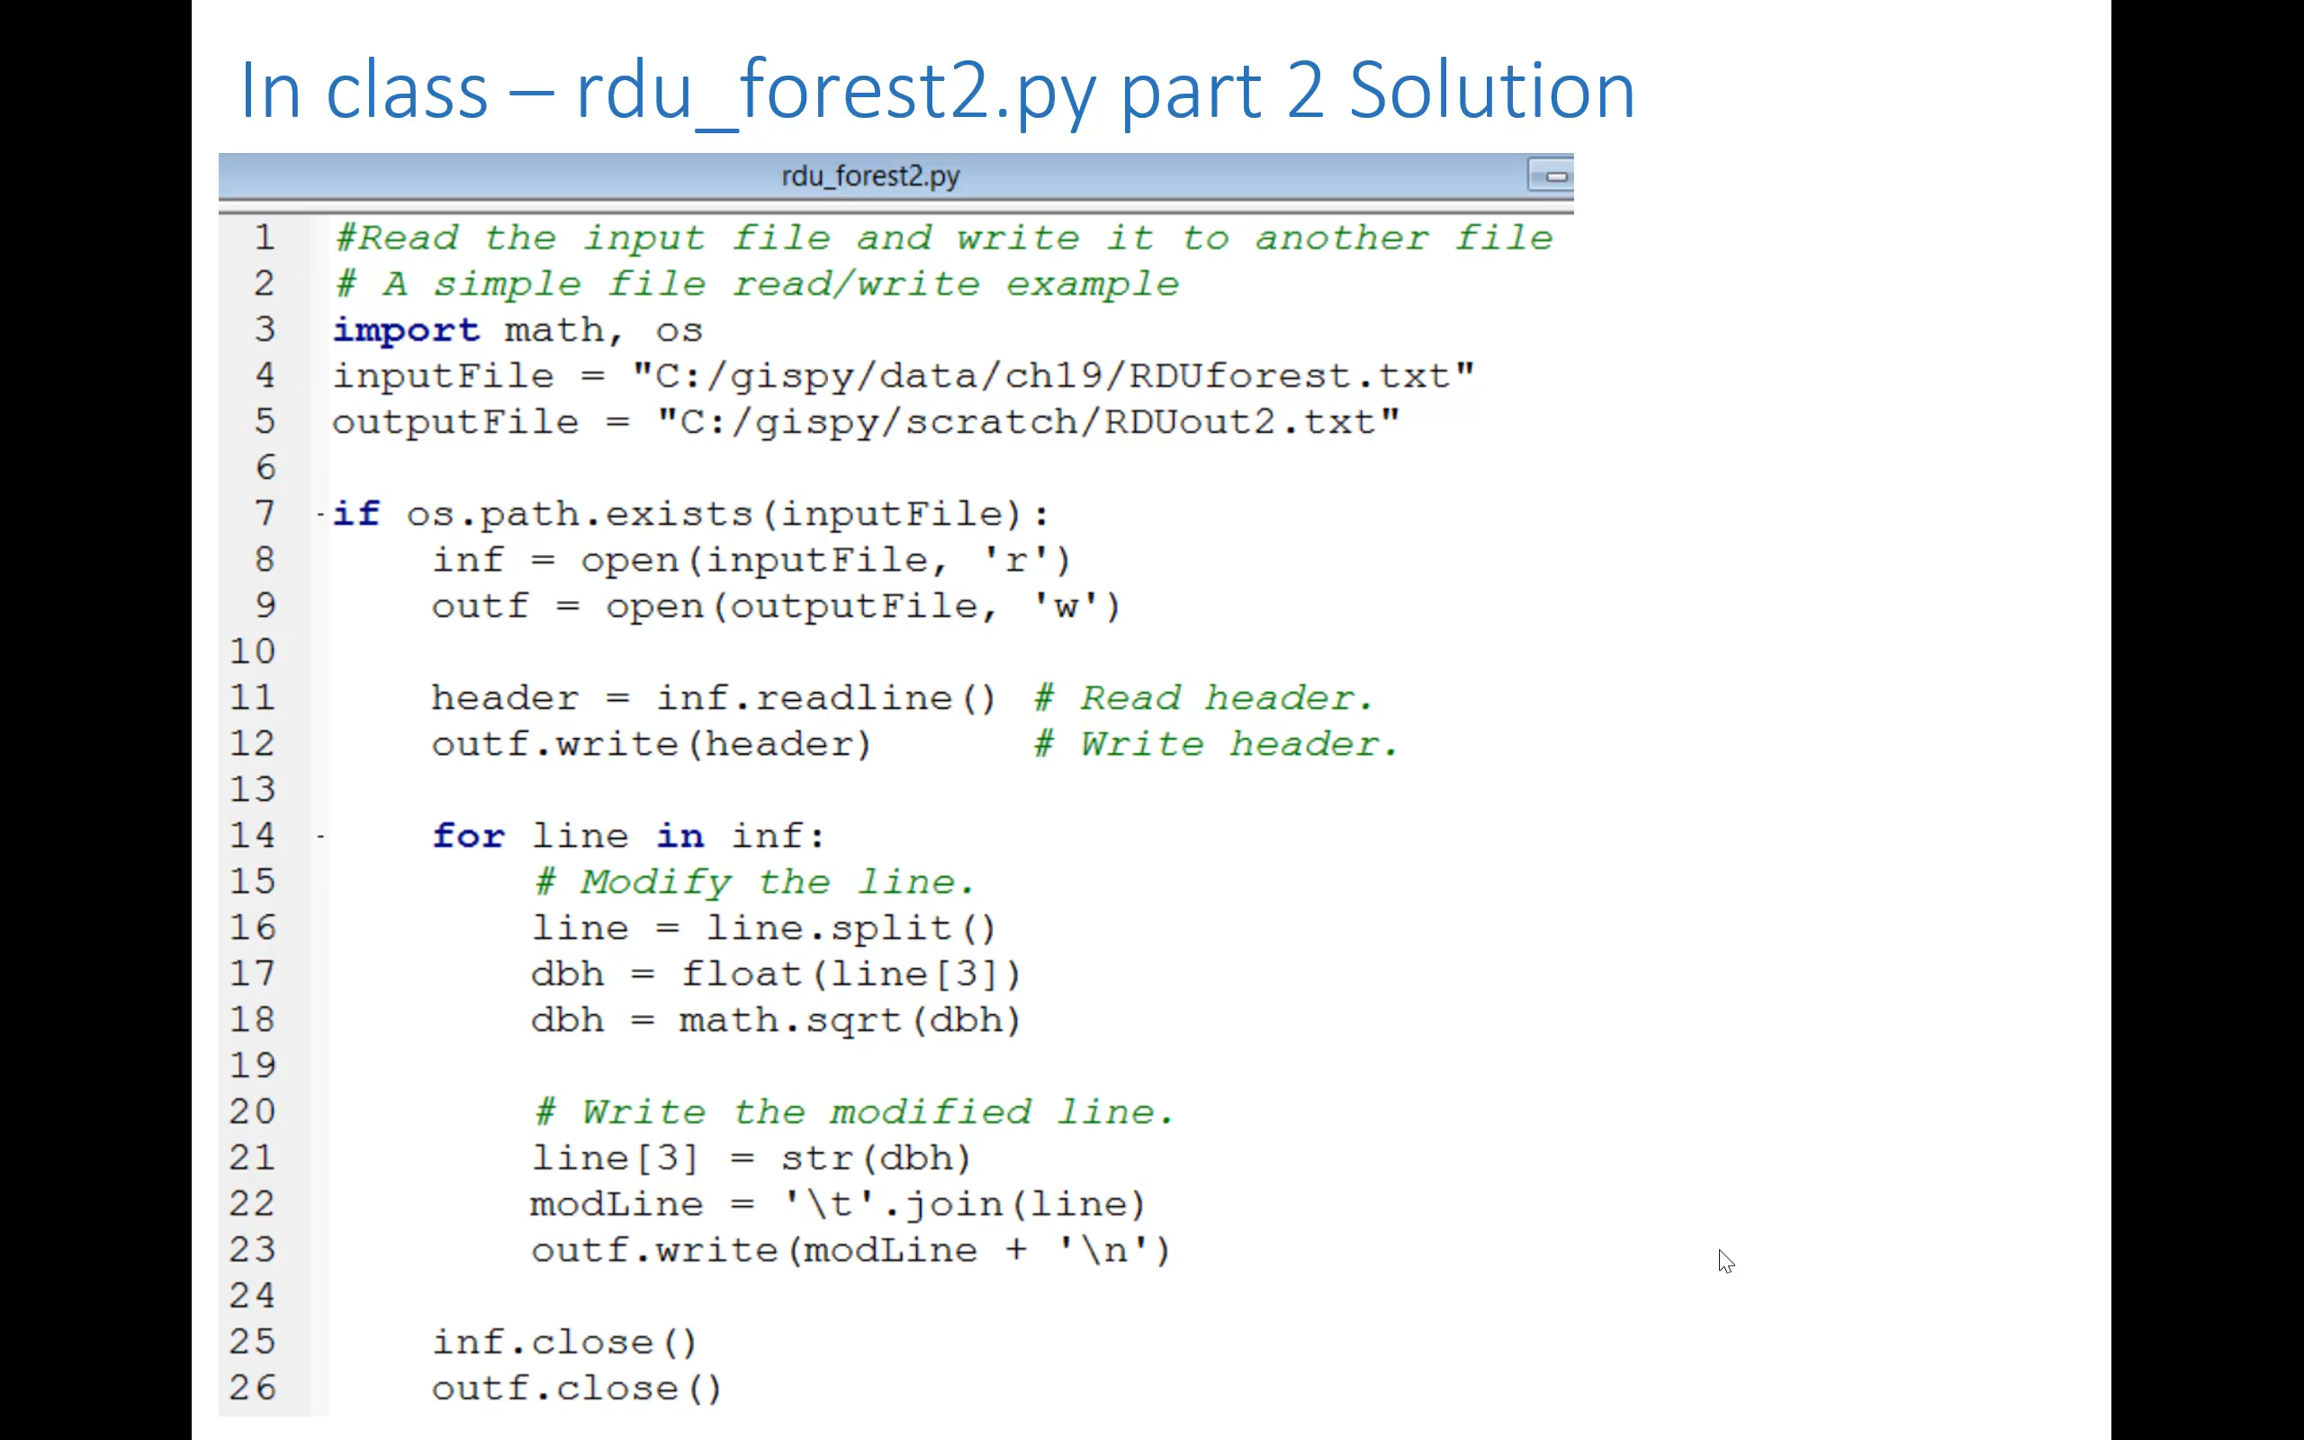 In class – rdu_forest2.py part 2 Solution
rdu_forest2.py
1 #Read the input file and write it to another file
2 # A simple file read/write example
3 import math, os
4 inputFile = "C:/gispy/data/ch19/RDUforest.txt"
5 outputFile = "C:/gispy/scratch/RDUout2.txt"
6
7 -if os.path.exists(inputFile):
8     inf = open(inputFile, 'r')
9     outf = open(outputFile, 'w')
10
11     header = inf.readline() # Read header.
12     outf.write(header)      # Write header.
13
14 -   for line in inf:
15         # Modify the line.
16         line = line.split()
17         dbh = float(line[3])
18         dbh = math.sqrt(dbh)
19
20         # Write the modified line.
21         line[3] = str(dbh)
22         modLine = '\t'.join(line)
23         outf.write(modLine + '\n')
24
25     inf.close()
26     outf.close()